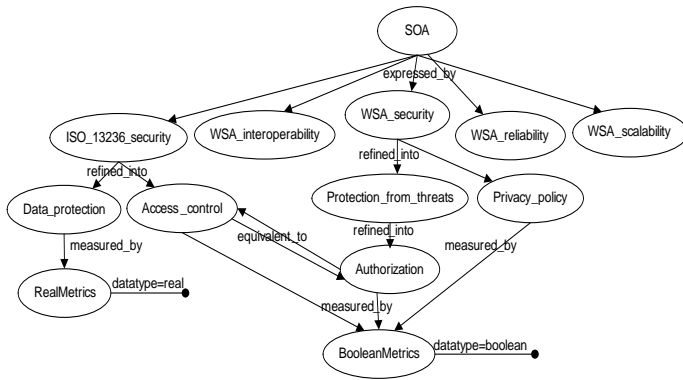 SOA
expressed_by
ISO_13236_security
WSA_interoperability
WSA_security
WSA_reliability
WSA_scalability
refined_into
refined_into
Data_protection
Access_control
Protection_from_threats
Privacy_policy
measured_by
equivalent_to
refined_into
measured_by
RealMetrics
datatype=real
Authorization
measured_by
BooleanMetrics
datatype=boolean